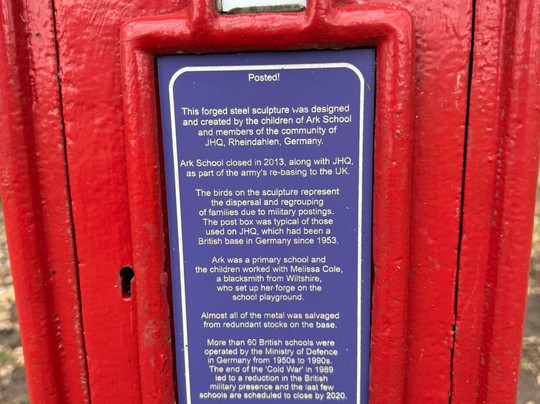 Posted!
This forged steel sculpture was designed
and created by the children of Ark School
and members of the community of
JHQ, Rheindahlen, Germany.
Ark School closed in 2013, along with JHQ,
as part of the army's re-basing to the UK.
The birds on the sculpture represent
the dispersal and regrouping
of families due to military postings.
The post box was typical of those
used on JHQ, which had been a
British base in Germany since 1953.
Ark was a primary school and
the children worked with Melissa Cole,
a blacksmith from Wiltshire,
who set up her forge on the
school playground.
Almost all of the metal was salvaged
from redundant stocks on the base.
More than 60 British schools were
operated by the Ministry of Defence
in Germany from 1950s to 1990s.
The end of the 'Cold War' in 1989
led to a reduction in the British
military presence and the last few
schools are scheduled to close by 2020.